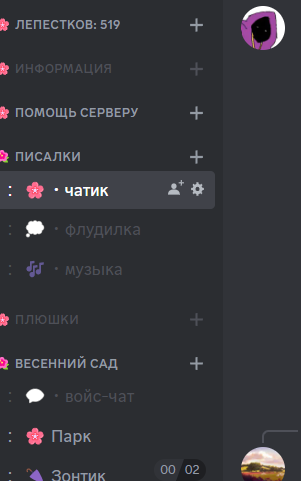 ЛЕПЕСТКОВ: 519
ИНФОРМАЦИЯ
ПОМОЩЬ СЕРВЕРУ
ПИСАЛКИ
: 🌸・чатик
: 💭・флудилка
: 🎶・музыка
ПЛЮШКИ
ВЕСЕННИЙ САД
: 💬・войс-чат
: 🌸 Парк
: 🌂 Зонтик 00 02